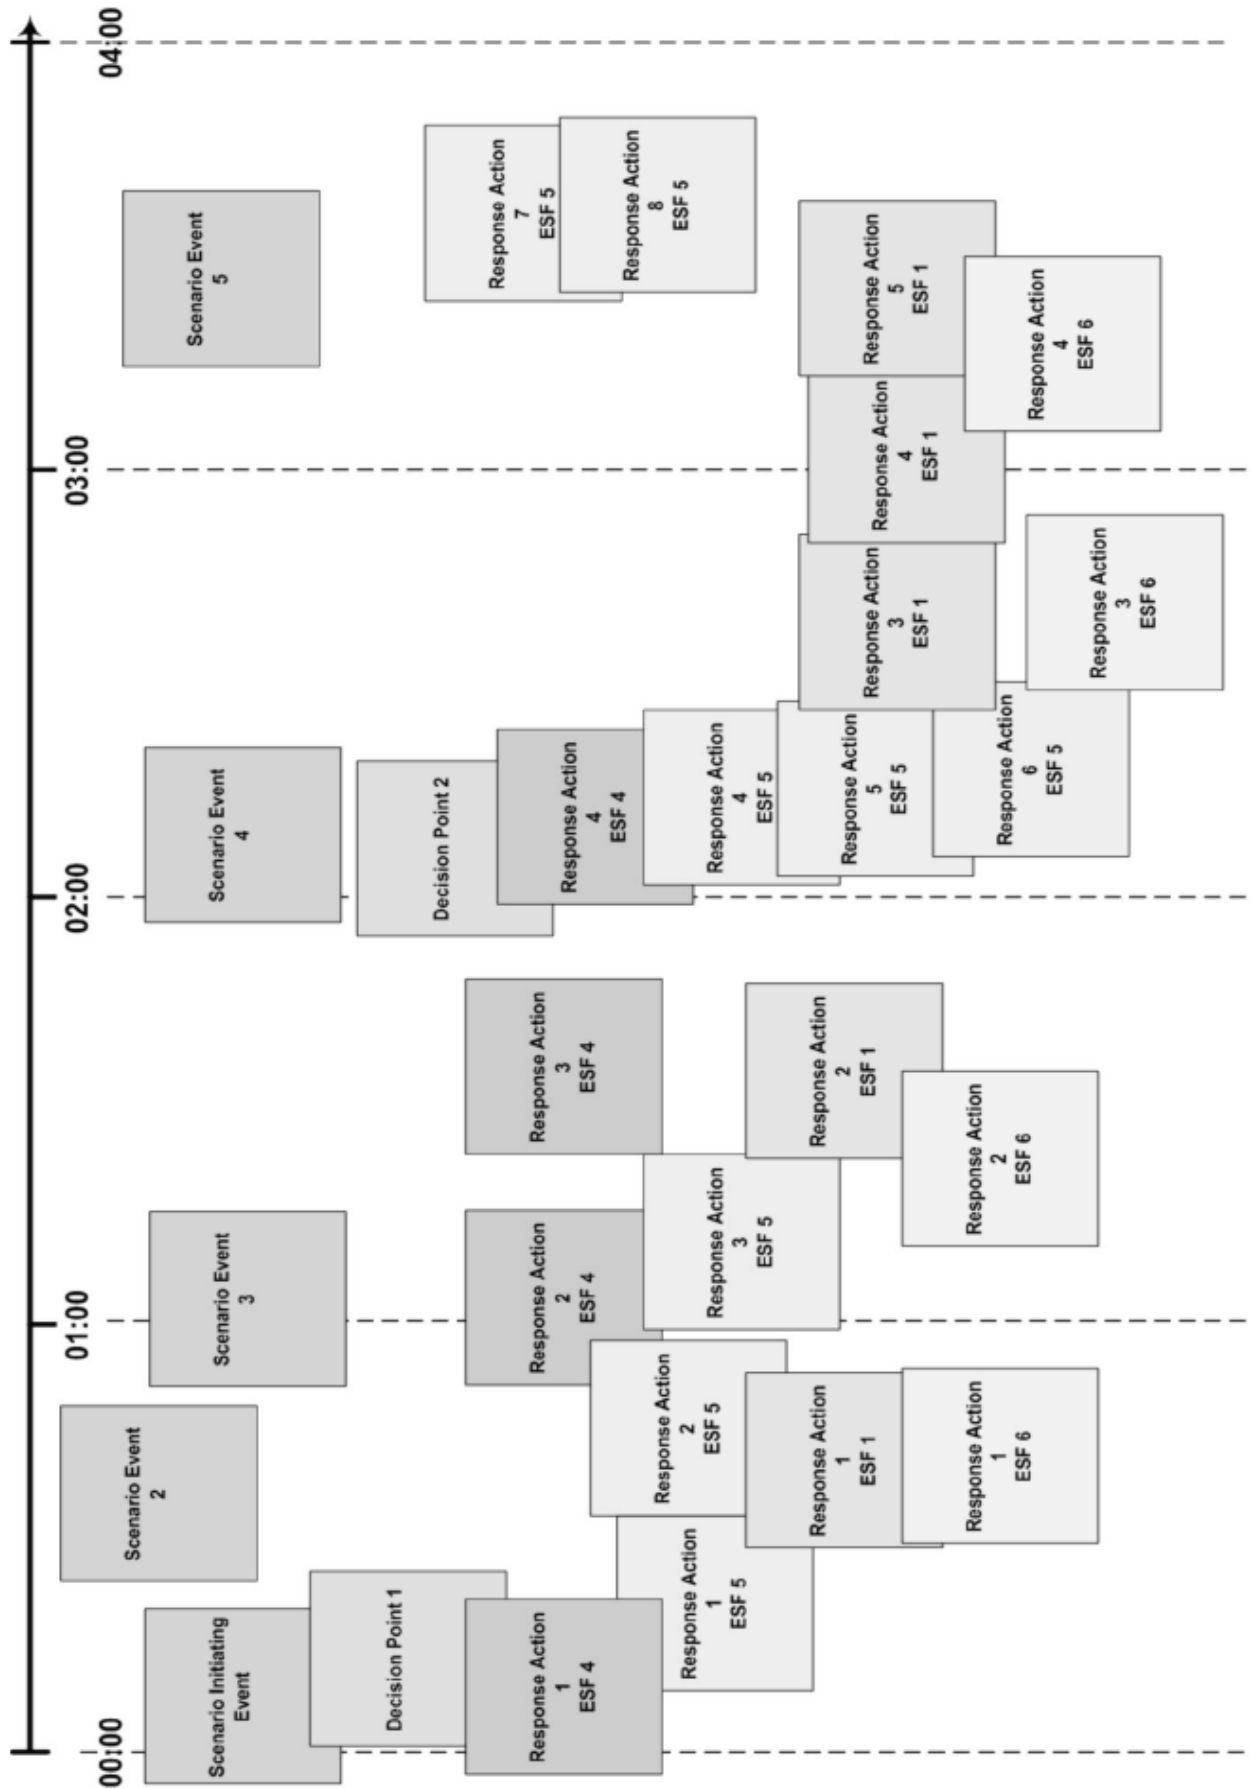 00:00
01:00
02:00
03:00
04:00
Scenario Initiating
Event
Scenario Event
2
Scenario Event
3
Scenario Event
4
Scenario Event
5
Decision Point 1
Decision Point 2
Response Action
1
ESF 4
Response Action
2
ESF 4
Response Action
3
ESF 4
Response Action
4
ESF 4
Response Action
1
ESF 5
Response Action
2
ESF 5
Response Action
3
ESF 5
Response Action
4
ESF 5
Response Action
5
ESF 5
Response Action
6
ESF 5
Response Action
7
ESF 5
Response Action
8
ESF 5
Response Action
1
ESF 1
Response Action
2
ESF 1
Response Action
3
ESF 1
Response Action
4
ESF 1
Response Action
5
ESF 1
Response Action
1
ESF 6
Response Action
2
ESF 6
Response Action
3
ESF 6
Response Action
4
ESF 6